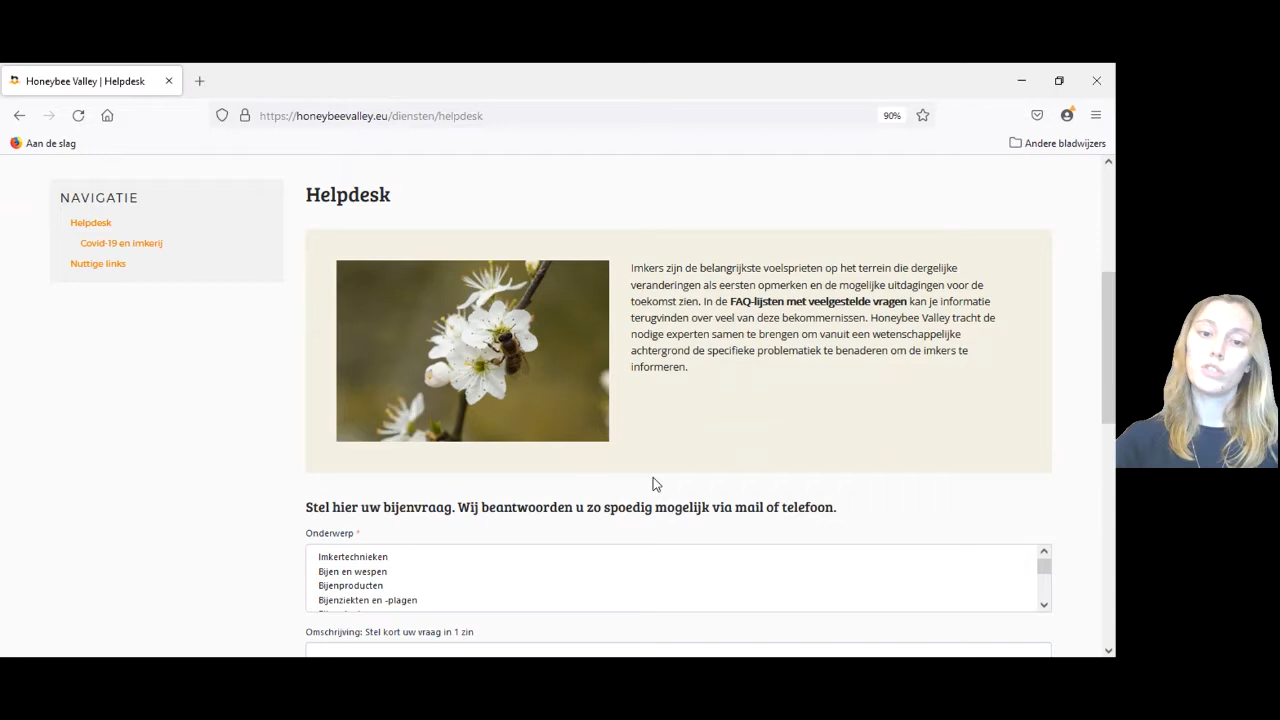 Honeybee Valley | Helpdesk
https://honeybeevalley.eu/diensten/helpdesk
90%
Aan de slag
Andere bladwijzers
NAVIGATIE
Helpdesk
Covid-19 en imkerij
Nuttige links
Helpdesk
Imkers zijn de belangrijkste voelsprieten op het terrein die dergelijke
veranderingen als eersten opmerken en de mogelijke uitdagingen voor de
toekomst zien. In de FAQ-lijsten met veelgestelde vragen kan je informatie
terugvinden over veel van deze bekommernissen. Honeybee Valley tracht de
nodige experten samen te brengen om vanuit een wetenschappelijke
achtergrond de specifieke problematiek te benaderen om de imkers te
informeren.
Stel hier uw bijenvraag. Wij beantwoorden u zo spoedig mogelijk via mail of telefoon.
Onderwerp *
Imkertechnieken
Bijen en wespen
Bijenproducten
Bijenziekten en -plagen
Omschrijving: Stel kort uw vraag in 1 zin